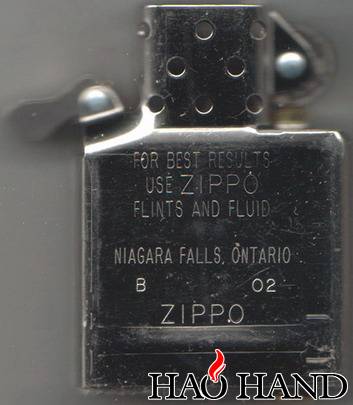 FOR BEST RESULTS
USE ZIPPO
FLINTS AND FLUID
NIAGARA FALLS, ONTARIO
B 02
ZIPPO
HAO HAND